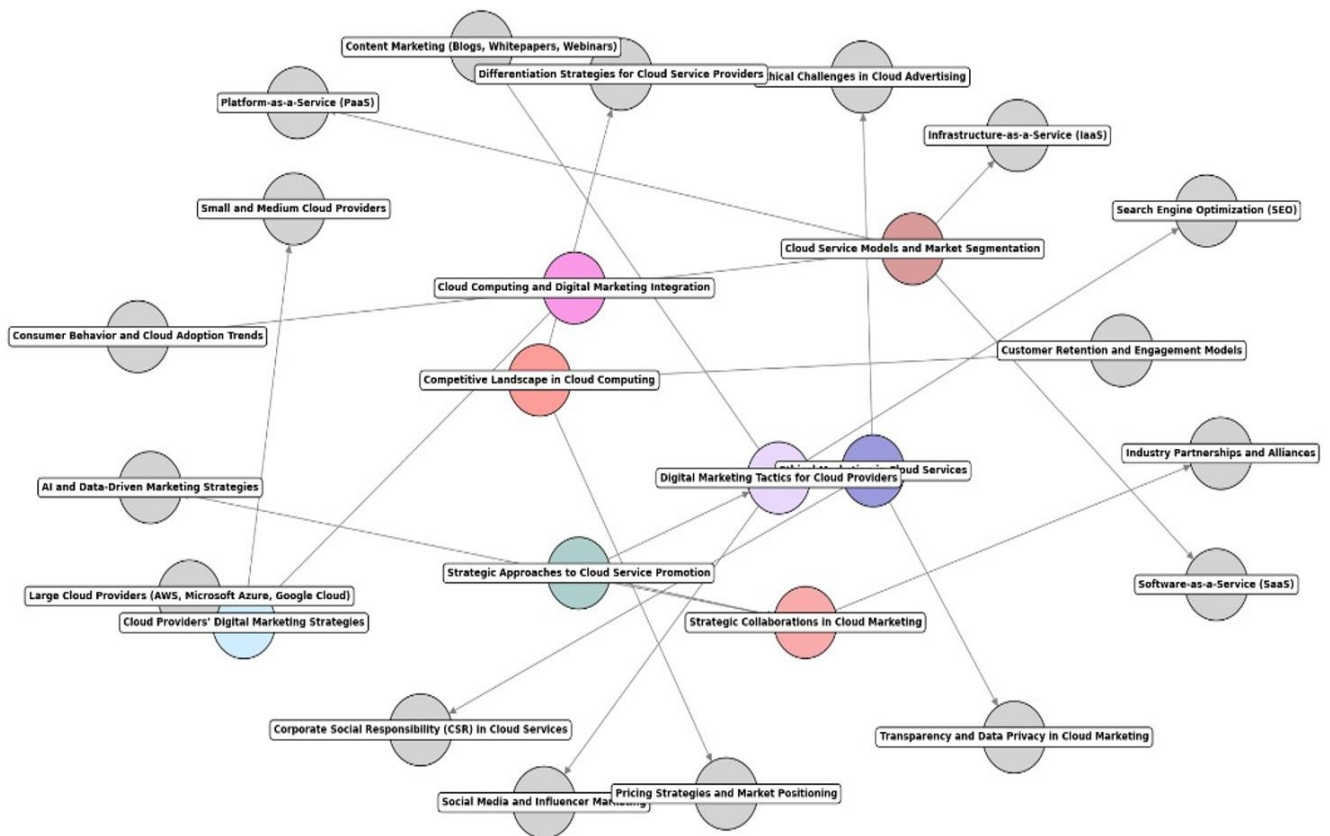 Content Marketing (Blogs, Whitepapers, Webinars)
Differentiation Strategies for Cloud Service Providers
Challenges in Cloud Advertising
Platform-as-a-Service (PaaS)
Infrastructure-as-a-Service (IaaS)
Small and Medium Cloud Providers
Search Engine Optimization (SEO)
Cloud Service Models and Market Segmentation
Cloud Computing and Digital Marketing Integration
Consumer Behavior and Cloud Adoption Trends
Customer Retention and Engagement Models
Competitive Landscape in Cloud Computing
Industry Partnerships and Alliances
Cloud Services
Digital Marketing Tactics for Cloud Providers
AI and Data-Driven Marketing Strategies
Strategic Approaches to Cloud Service Promotion
Software-as-a-Service (SaaS)
Large Cloud Providers (AWS, Microsoft Azure, Google Cloud)
Cloud Providers' Digital Marketing Strategies
Strategic Collaborations in Cloud Marketing
Corporate Social Responsibility (CSR) in Cloud Services
Transparency and Data Privacy in Cloud Marketing
Pricing Strategies and Market Positioning
Social Media and Influencer Marketing